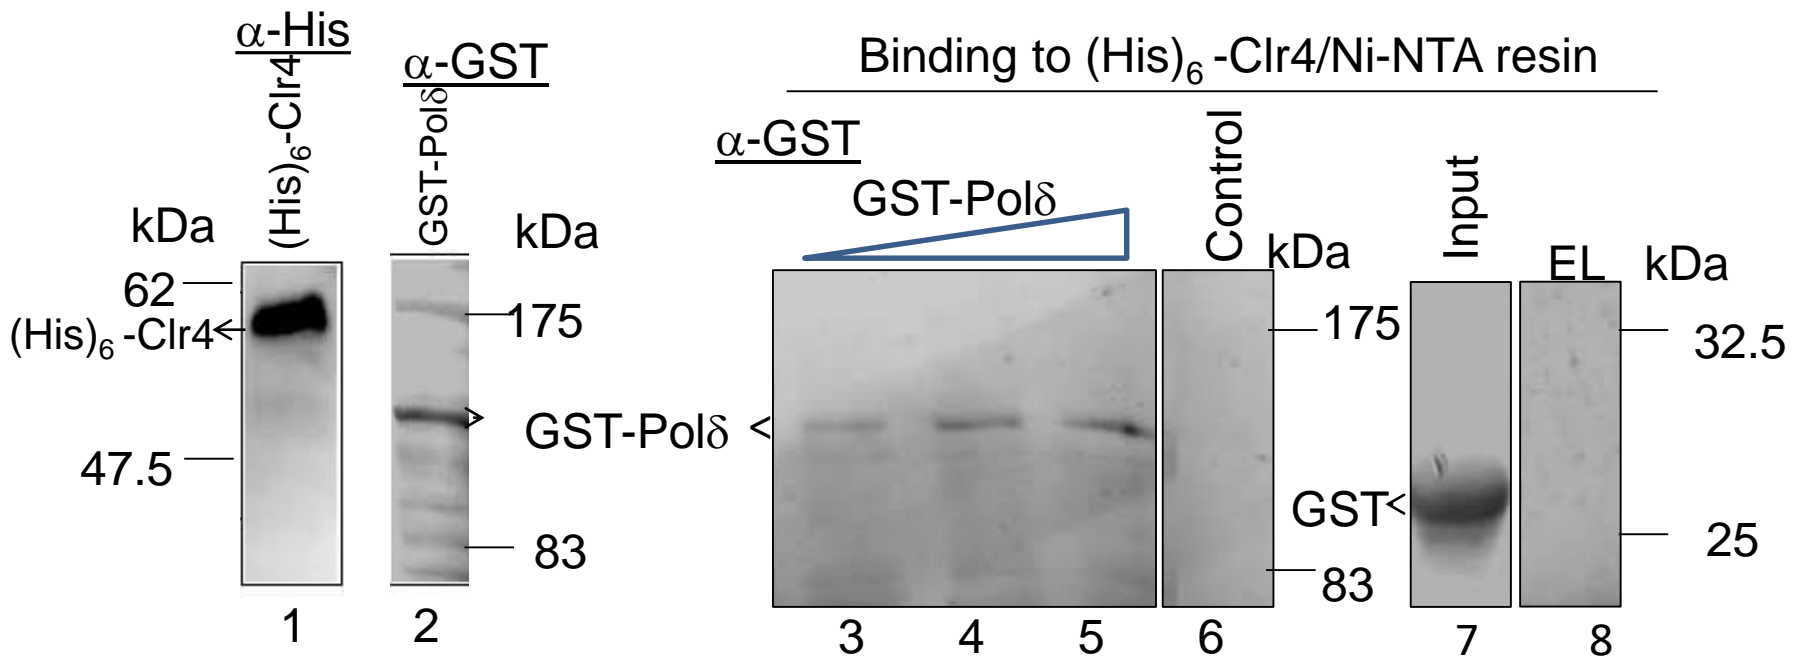 α-His
(His)6-Clr4
kDa
62
(His)6 -Clr4
47.5
1
α-GST
GST-Polδ
kDa
175
83
2
Binding to (His)6 -Clr4/Ni-NTA resin
α-GST
GST-Polδ
Control
kDa
GST-Polδ <
175
83
3 4 5 6
Input
EL
kDa
32.5
GST<
25
7 8